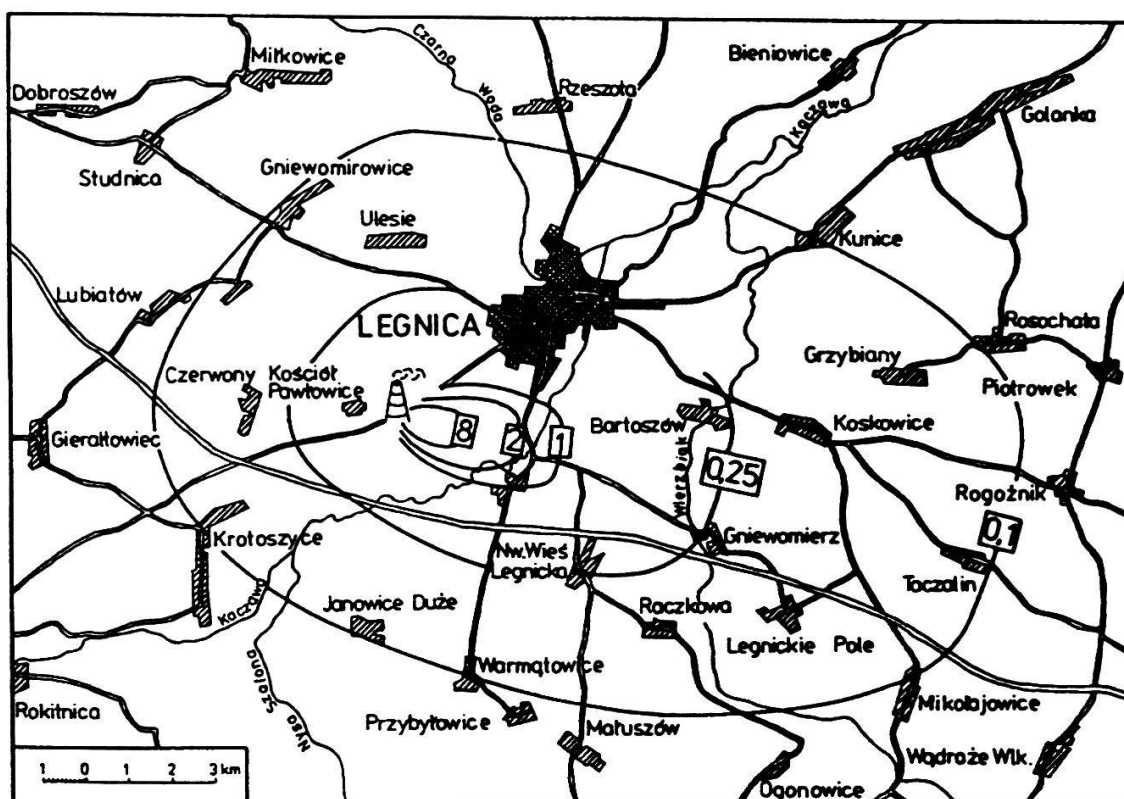 Miłkowice
Czarna
Woda
Bieniowice
Dobroszów
Rzeszota
Kaczawa
Golanka
Studnica
Gniewomirowice
Ulesie
Kunice
Lubiatów
LEGNICA
Rosochata
Grzybiany
Piotrowek
Czerwony
Kościół
Pawłowice
Gierałtowiec
8
2
1
Bartoszów
Koskowice
Wierzbiak
0,25
Rogoźnik
Krotoszyce
Nw. Wieś
Legnicka
Gniewomierz
0,1
Taczalin
Kaczawa
Janowice Duże
Raczkowa
Legnickie Pole
Warmątowice
Rokitnica
Nysa Szalona
Przybyłowice
Matuszów
Mikołajowice
Wądroże Wlk.
Ogonowice
1 0 1 2 3 km